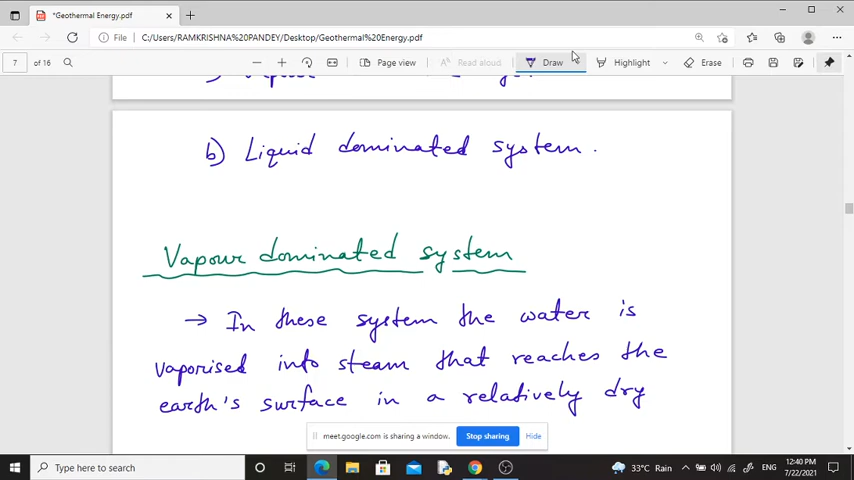 *Geothermal Energy.pdf
File
C:/Users/RAMKRISHNA%20PANDEY/Desktop/Geothermal%20Energy.pdf
7 of 16
Page view
Read aloud
Draw
Highlight
Erase
b) Liquid dominated system.
Vapour dominated system
→ In these system the water is
vaporised into steam that reaches the
earth's surface in a relatively dry
meet.google.com is sharing a window.
Stop sharing
Hide
Type here to search
33°C Rain
ENG
12:40 PM
7/22/2021